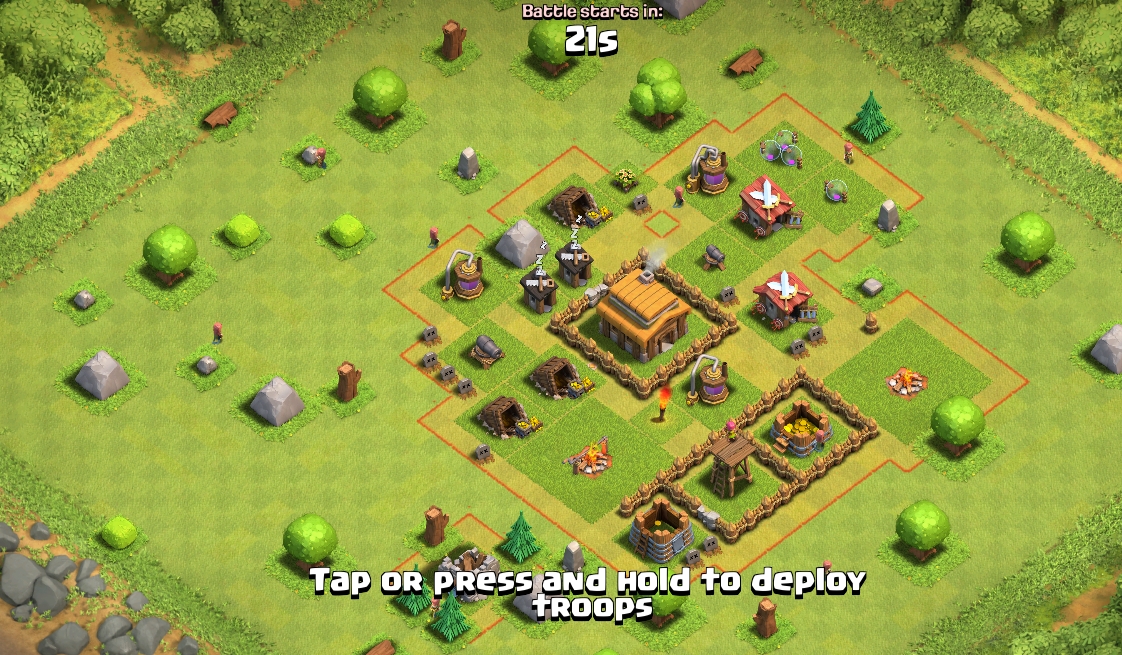 Battle starts in:
21s
z
z
z
z
z
z
Tap or press and hold to deploy
troops